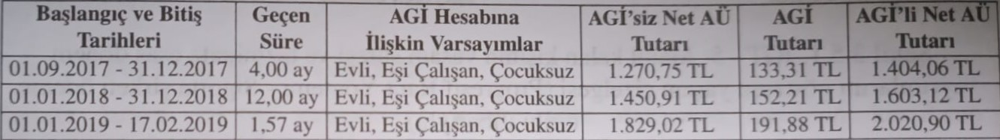 Başlangıç ve Bitiş Tarihleri | Geçen Süre | AGİ Hesabına İlişkin Varsayımlar | AGİ'siz Net AÜ Tutarı | AGİ Tutarı | AGİ'li Net AÜ Tutarı
01.09.2017 - 31.12.2017 | 4,00 ay | Evli, Eşi Çalışan, Çocuksuz | 1.270,75 TL | 133,31 TL | 1.404,06 TL
01.01.2018 - 31.12.2018 | 12,00 ay | Evli, Eşi Çalışan, Çocuksuz | 1.450,91 TL | 152,21 TL | 1.603,12 TL
01.01.2019 - 17.02.2019 | 1,57 ay | Evli, Eşi Çalışan, Çocuksuz | 1.829,02 TL | 191,88 TL | 2.020,90 TL